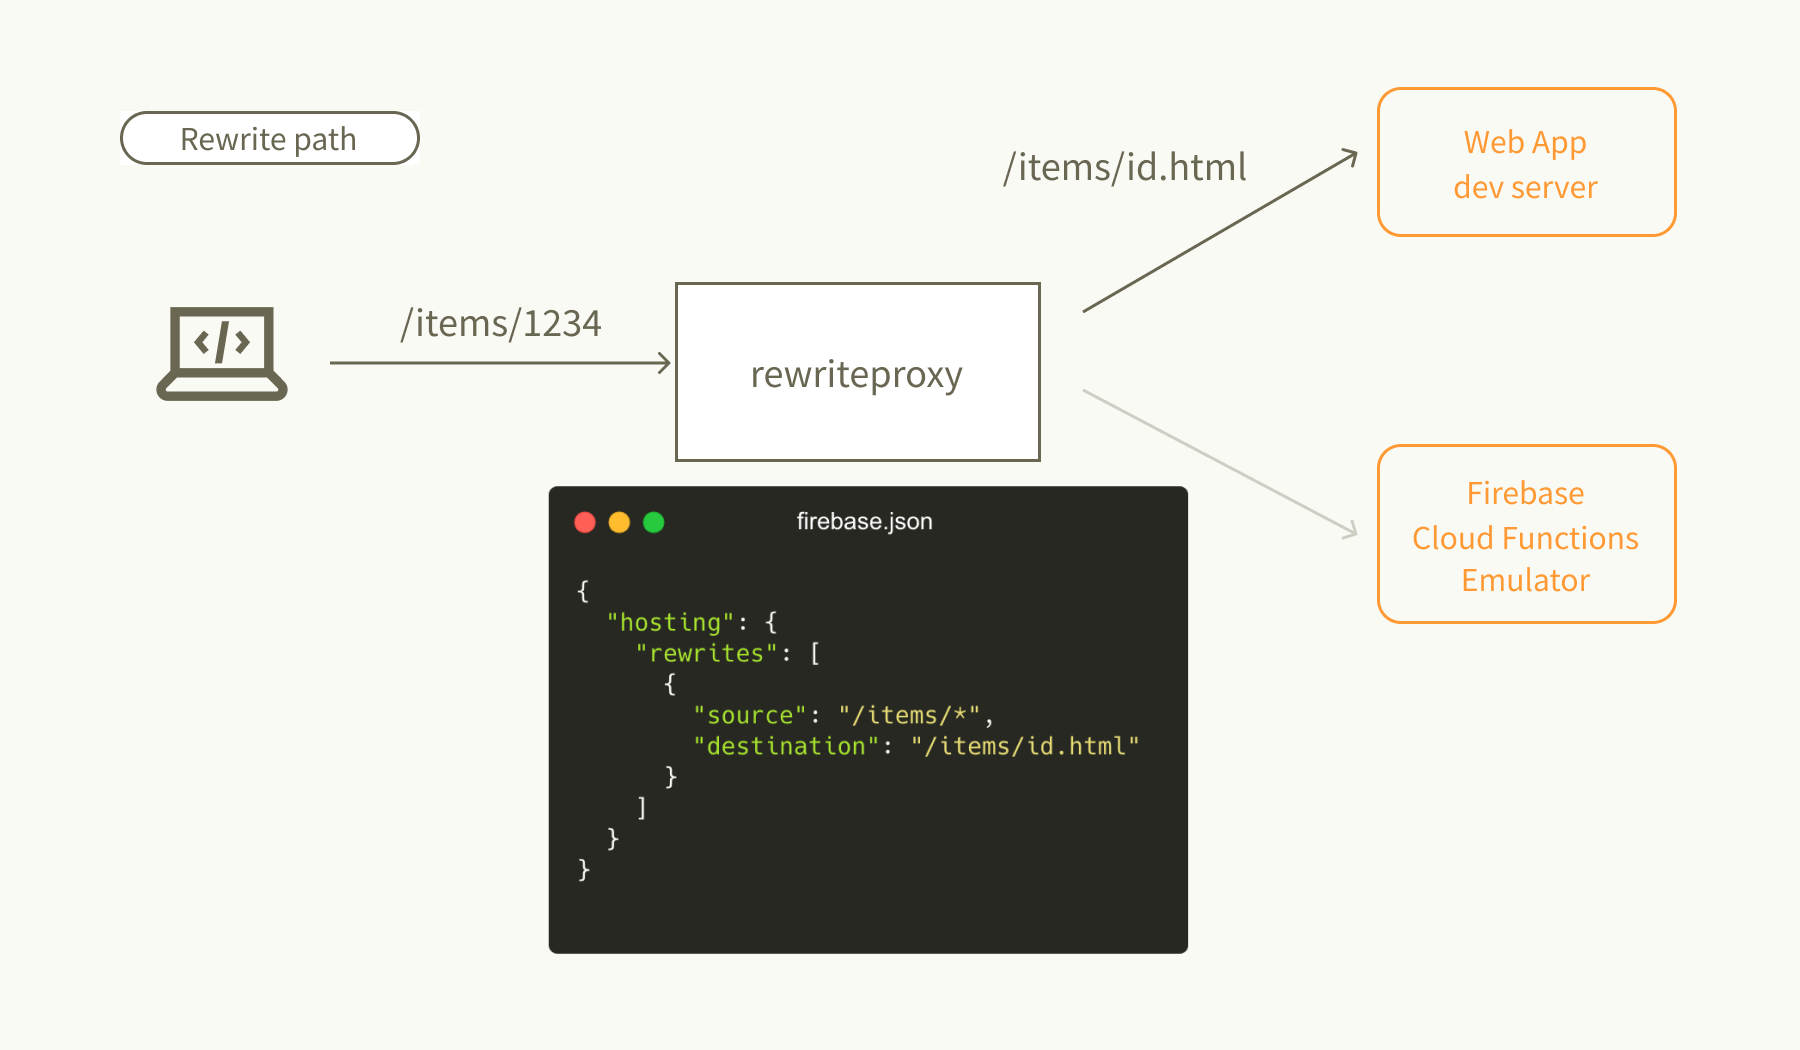 Rewrite path
/items/1234
rewriteproxy
/items/id.html
Web App
dev server
Firebase
Cloud Functions
Emulator
firebase.json
{
  "hosting": {
    "rewrites": [
      {
        "source": "/items/*",
        "destination": "/items/id.html"
      }
    ]
  }
}